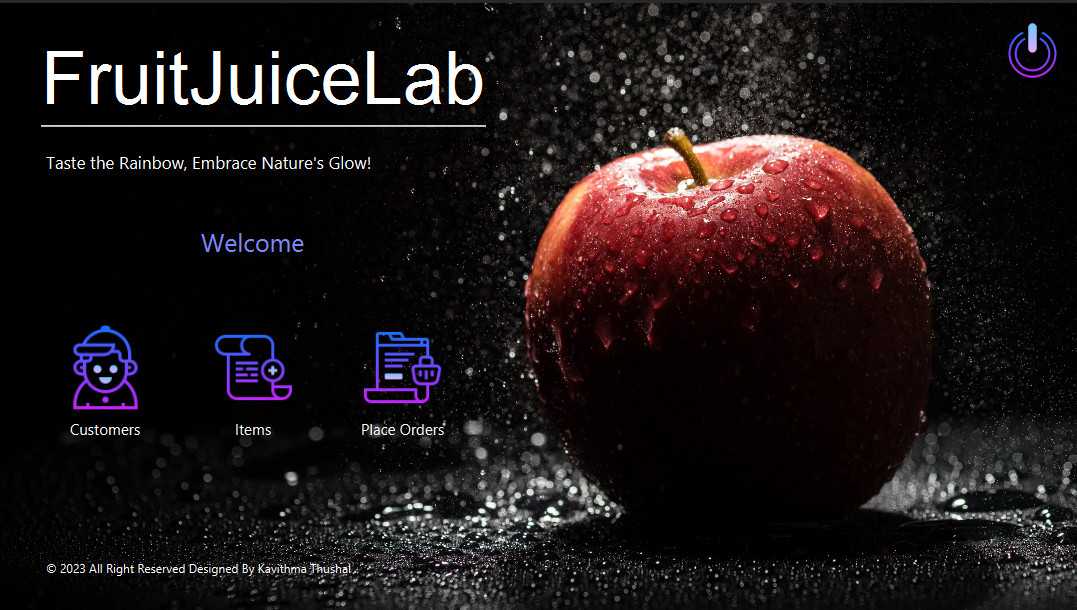 FruitJuiceLab
Taste the Rainbow, Embrace Nature's Glow!
Welcome
Customers
Items
Place Orders
© 2023 All Right Reserved Designed By Kavithma Thushal